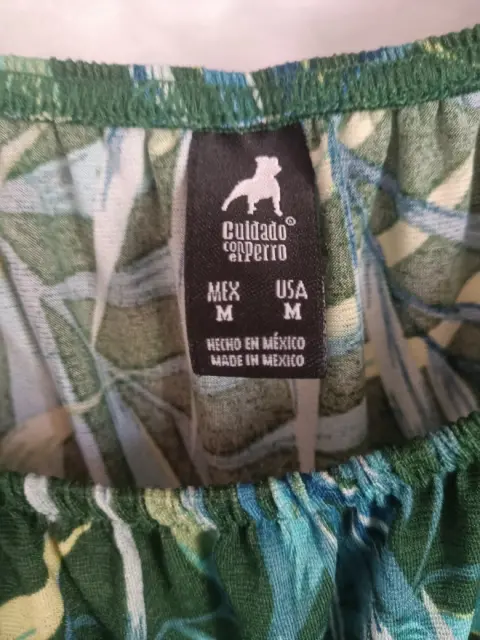 Cuidado®
con
el Perro
MEX USA
M M
HECHO EN MÉXICO
MADE IN MEXICO